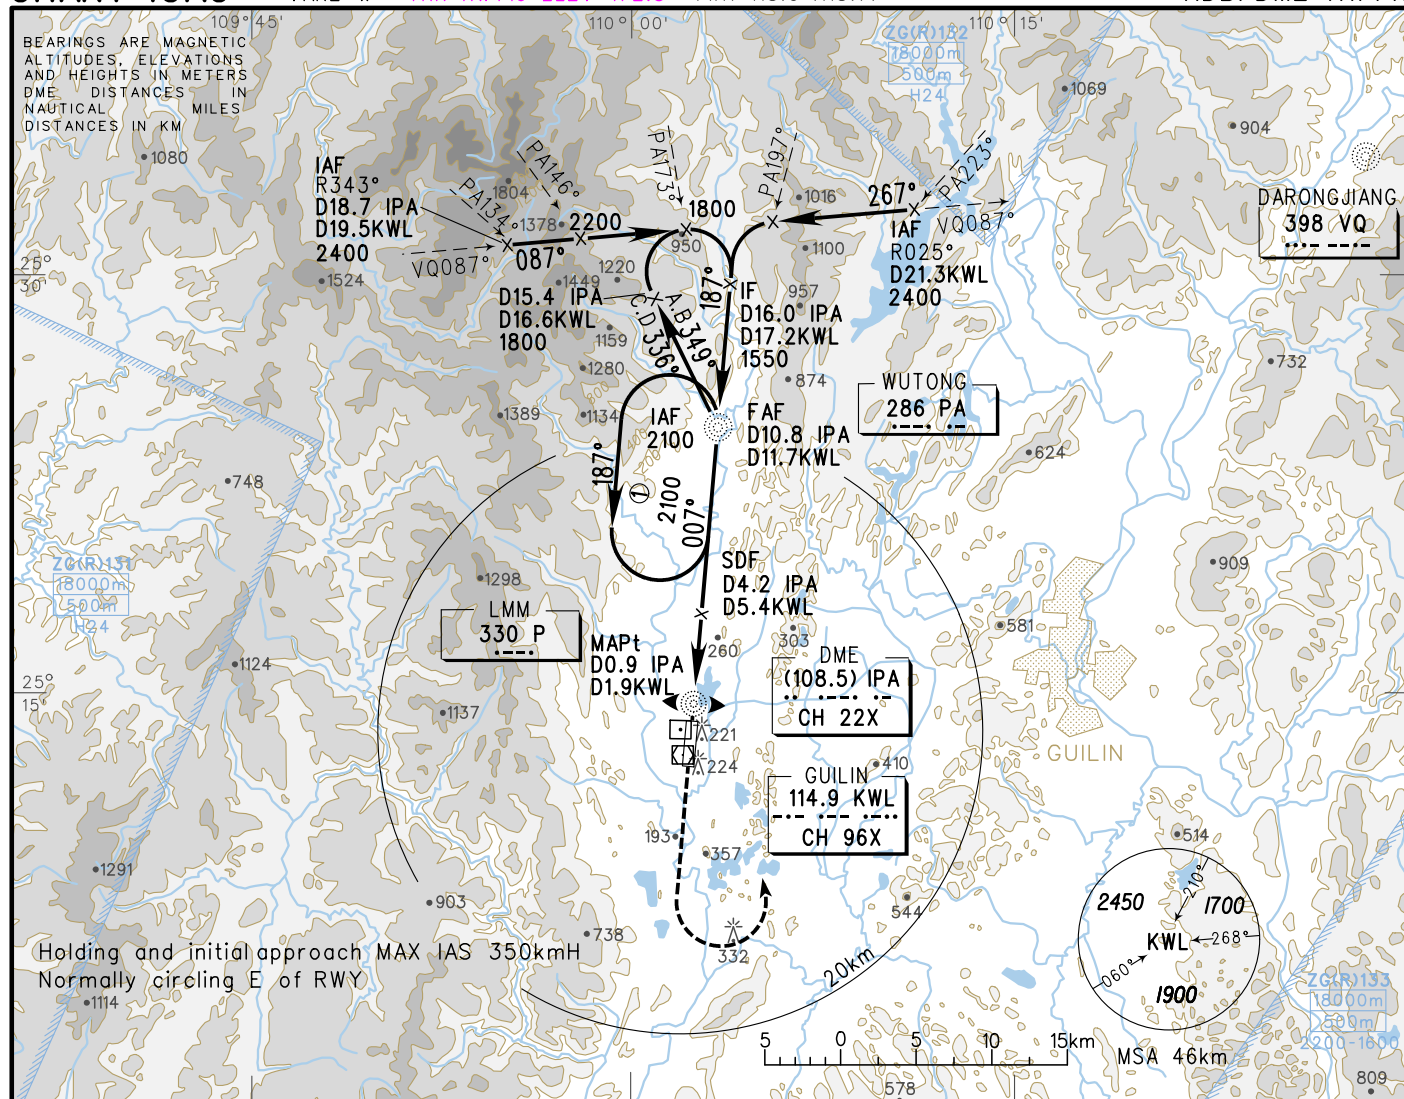 109°45'
110°00'
110°15'
BEARINGS ARE MAGNETIC
ALTITUDES, ELEVATIONS
AND HEIGHTS IN METERS
DME DISTANCES IN
NAUTICAL MILES
DISTANCES IN KM
ZG(R)132
18000m
500m
H24
1069
904
1080
IAF
R343°
D18.7 IPA
D19.5KWL
2400
PA134°
PA146°
1804
1378
2200
PA173°
1800
950
PA197°
1016
267°
PA223°
VQ087°
IAF
R025°
D21.3KWL
2400
1100
DARONGJIANG
398 VQ
VQ087°
087°
25°
30'
1524
1449
1220
D15.4 IPA
D16.6KWL
1800
1159
C.D 336°
A.B 349°
187°
IF
D16.0 IPA
D17.2KWL
1550
957
874
732
1280
1389
1134
IAF
2100
FAF
D10.8 IPA
D11.7KWL
WUTONG
286 PA
624
748
187°
1
2100
007°
ZG(R)131
18000m
500m
H24
1298
SDF
D4.2 IPA
D5.4KWL
909
LMM
330 P
581
303
260
MAPt
D0.9 IPA
D1.9KWL
DME
(108.5) IPA
CH 22X
1124
25°
15'
1137
221
224
410
GUILIN
GUILIN
114.9 KWL
CH 96X
193
357
514
1291
903
544
2450
210°
1700
KWL
268°
060°
1900
MSA 46km
738
332
Holding and initial approach MAX IAS 350kmH
Normally circling E of RWY
1114
20km
ZG(R)133
18000m
500m
2200-1600
5 0 5 10 15km
578
809